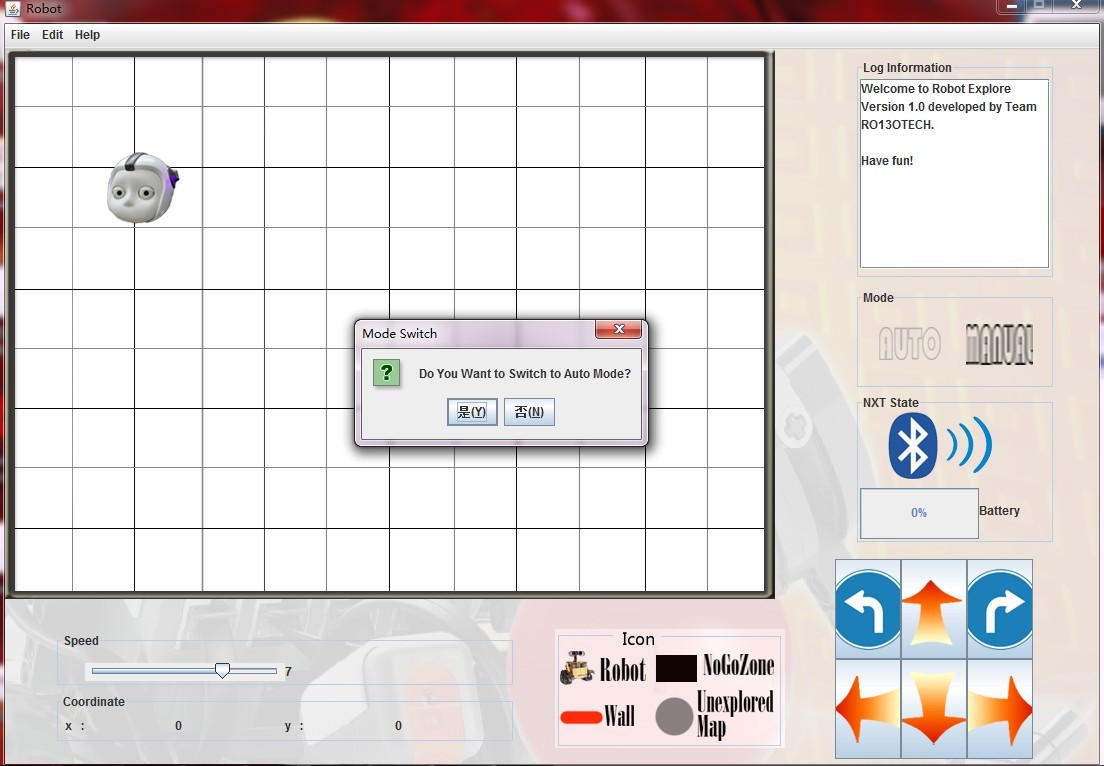 Robot
File Edit Help
Log Information
Welcome to Robot Explore
Version 1.0 developed by Team
RO13OTECH.
Have fun!
Mode
AUTO MANUAL
Mode Switch
?
Do You Want to Switch to Auto Mode?
是(Y) 否(N)
NXT State
0% Battery
Speed
7
Coordinate
x : 0 y : 0
Icon
Robot NoGoZone
Wall Unexplored
Map